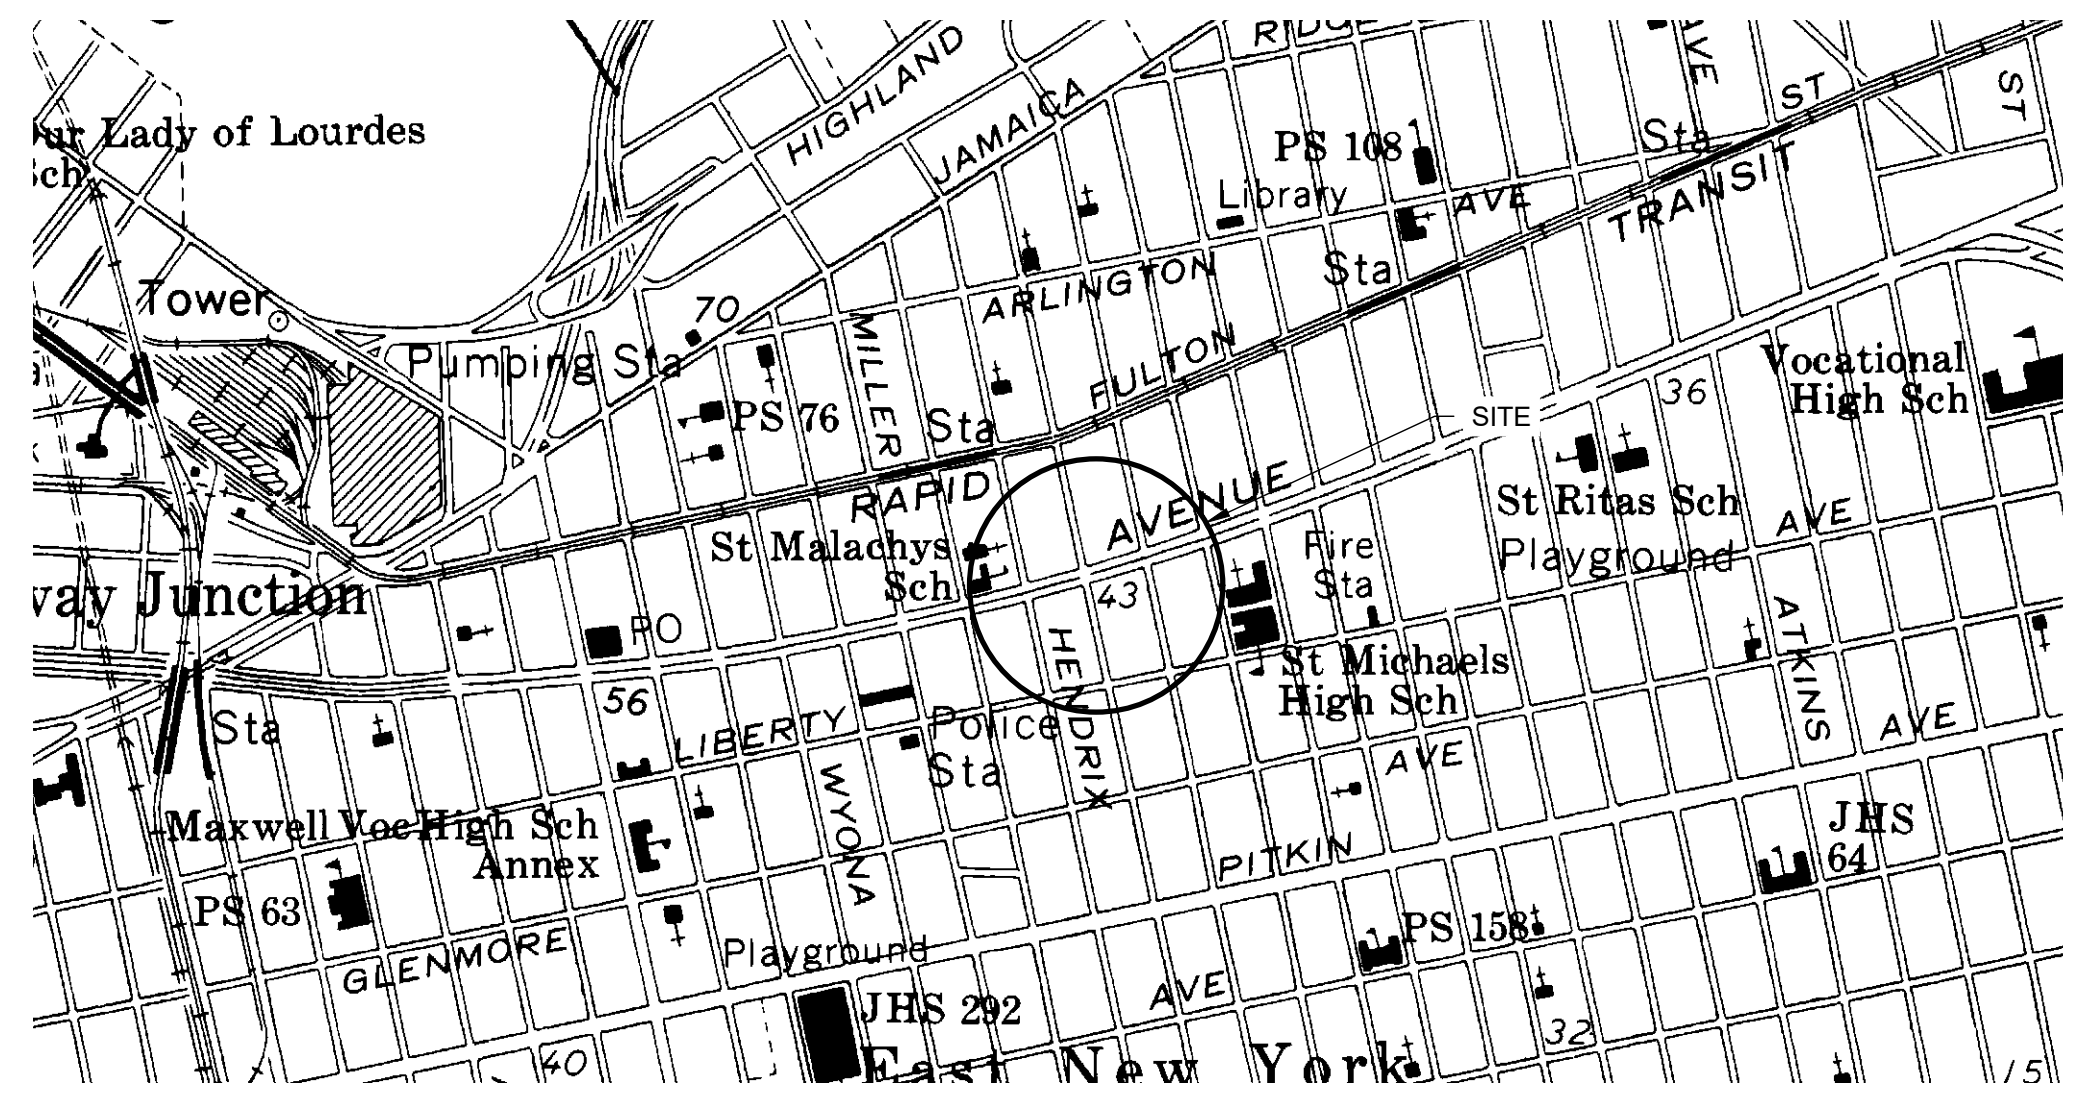 RIDGE
AVE
HIGHLAND
ST
ST
JAMAICA
ur Lady of Lourdes
Sch
PS 108
Sta
Library
AVE
TRANSIT
Sta
ARLINGTON
Tower
70
MILLER
Pumping Sta
FULTON
Vocational
High Sch
36
PS 76
Sta
SITE
RAPID
AVENUE
St Ritas Sch
AVE
Playground
St Malachys
Sch
Fire
Sta
43
way Junction
PO
HENDRIX
ATKINS
St Michaels
High Sch
56
Sta
LIBERTY
Police
Sta
AVE
AVE
WYONA
Maxwell Voc High Sch
Annex
PITKIN
JHS
64
PS 63
PS 158
GLENMORE
Playground
AVE
JHS 292
32
40
East New York
15